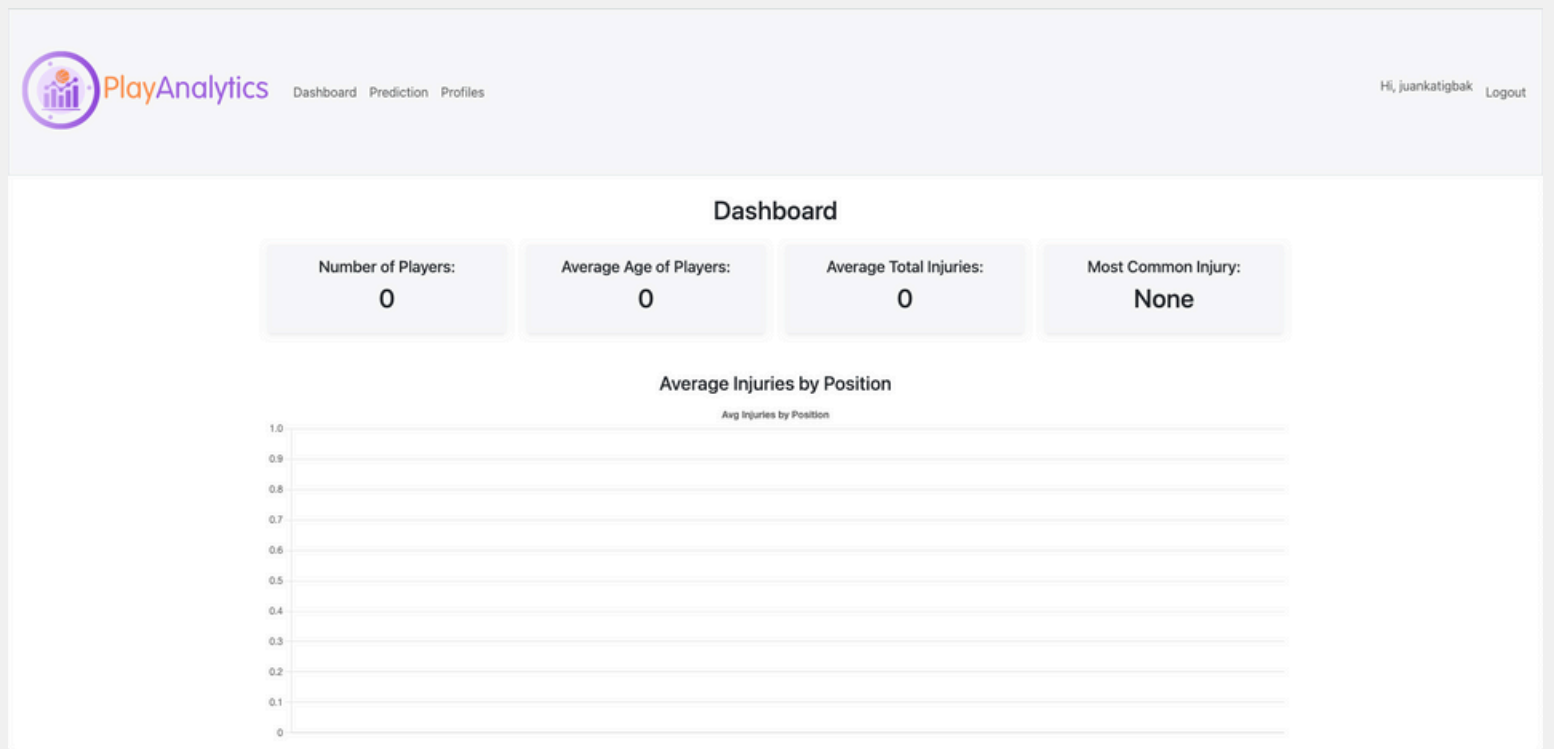 PlayAnalytics Dashboard Prediction Profiles Hi, juankatigbak Logout
Dashboard
Number of Players: Average Age of Players: Average Total Injuries: Most Common Injury:
0 0 0 None
Average Injuries by Position
Avg Injuries by Position
1.0
0.9
0.8
0.7
0.6
0.5
0.4
0.3
0.2
0.1
0